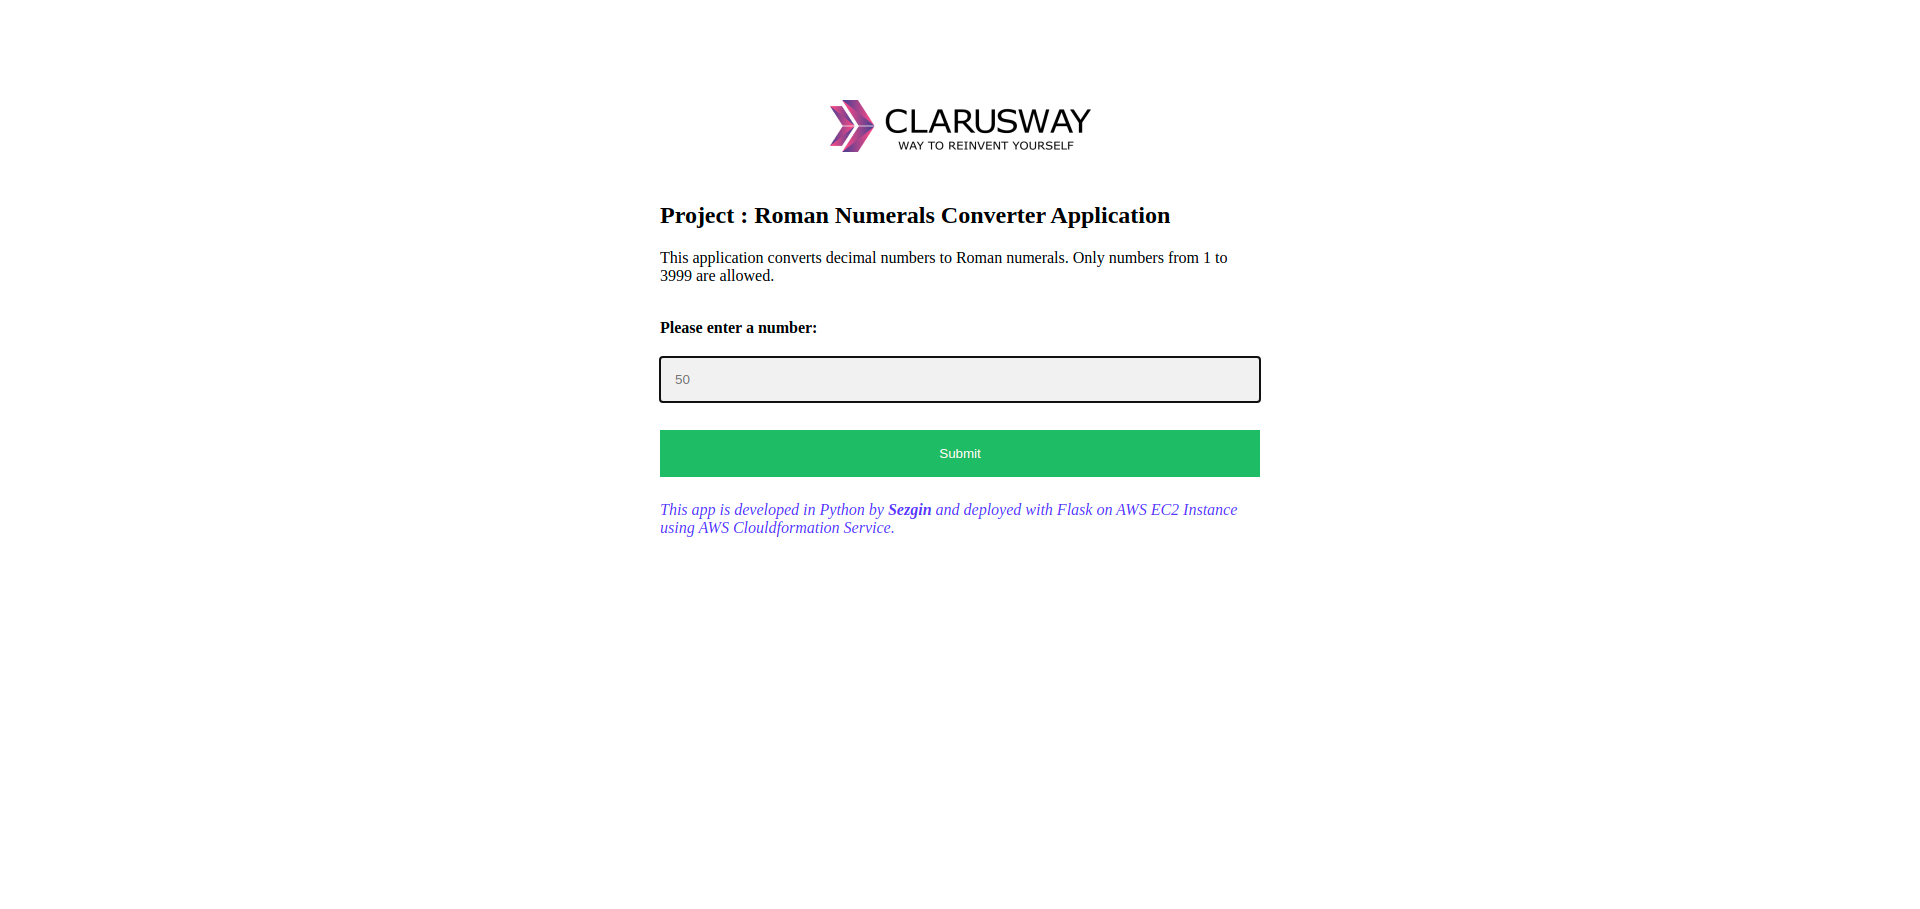 CLARUSWAY
WAY TO REINVENT YOURSELF
Project : Roman Numerals Converter Application
This application converts decimal numbers to Roman numerals. Only numbers from 1 to
3999 are allowed.
Please enter a number:
50
Submit
This app is developed in Python by Sezgin and deployed with Flask on AWS EC2 Instance
using AWS Clouldformation Service.